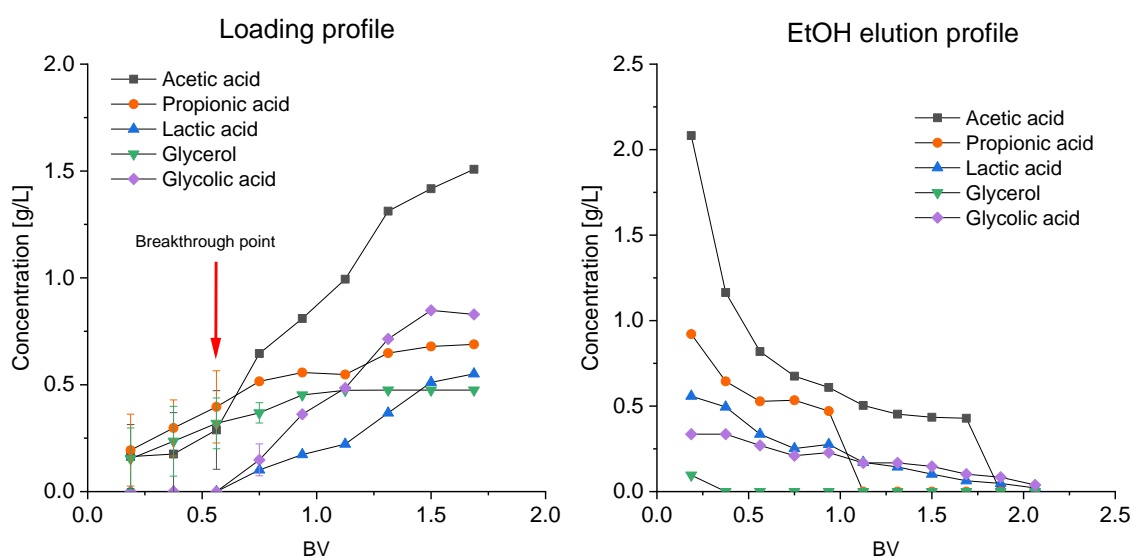 Loading profile
2.0
1.5
1.0
0.5
0.0
Concentration [g/L]
Acetic acid
Propionic acid
Lactic acid
Glycerol
Glycolic acid
Breakthrough point
0.0 0.5 1.0 1.5 2.0
BV
EtOH elution profile
2.5
2.0
1.5
1.0
0.5
0.0
Concentration [g/L]
Acetic acid
Propionic acid
Lactic acid
Glycerol
Glycolic acid
0.0 0.5 1.0 1.5 2.0 2.5
BV